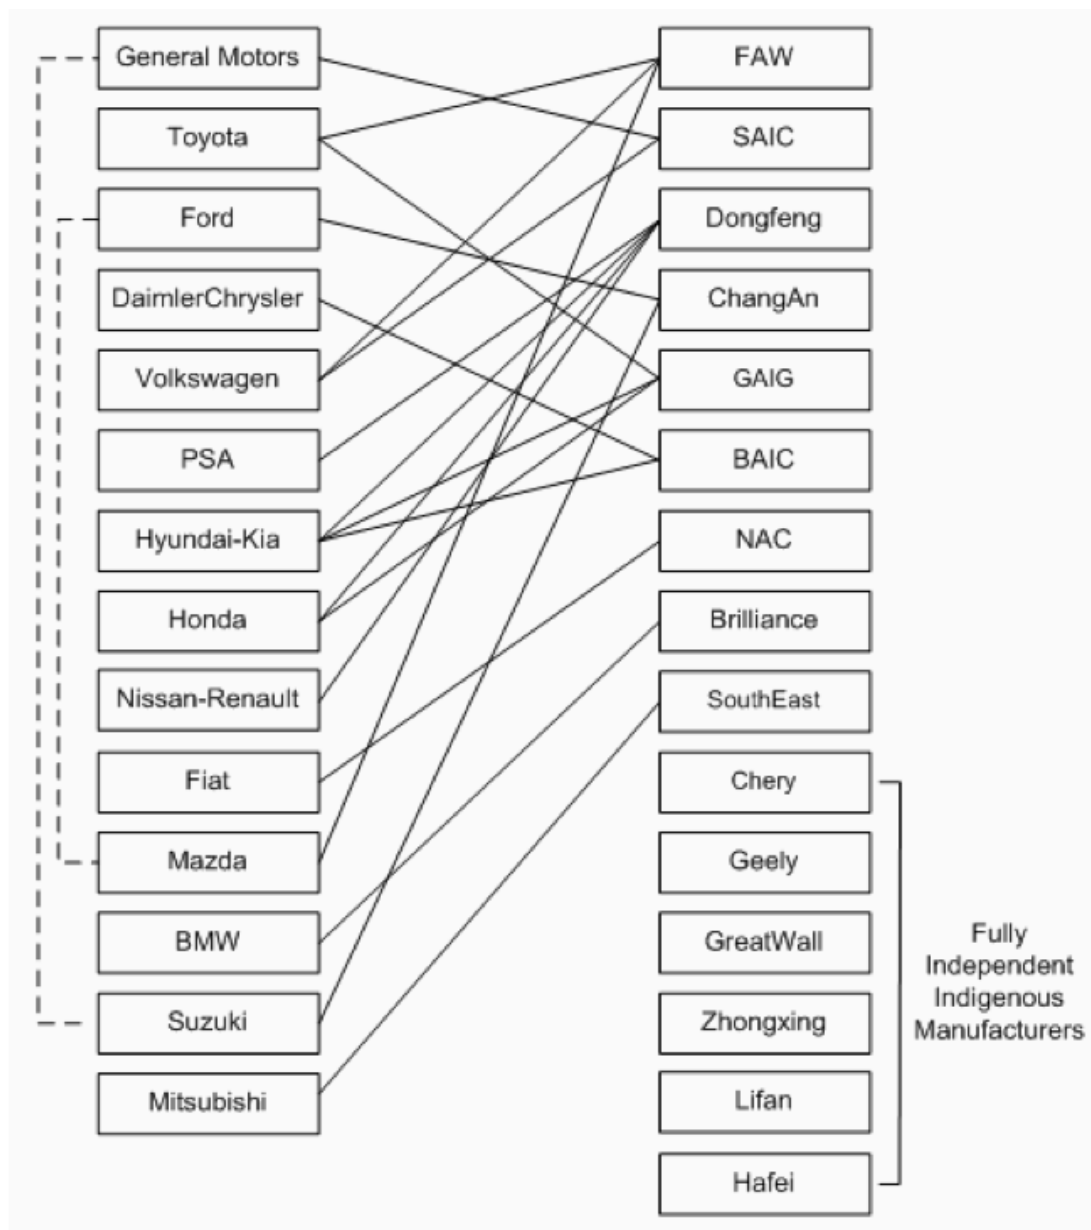 General Motors
Toyota
Ford
DaimlerChrysler
Volkswagen
PSA
Hyundai-Kia
Honda
Nissan-Renault
Fiat
Mazda
BMW
Suzuki
Mitsubishi
FAW
SAIC
Dongfeng
ChangAn
GAIG
BAIC
NAC
Brilliance
SouthEast
Chery
Geely
GreatWall
Zhongxing
Lifan
Hafei
Fully
Independent
Indigenous
Manufacturers